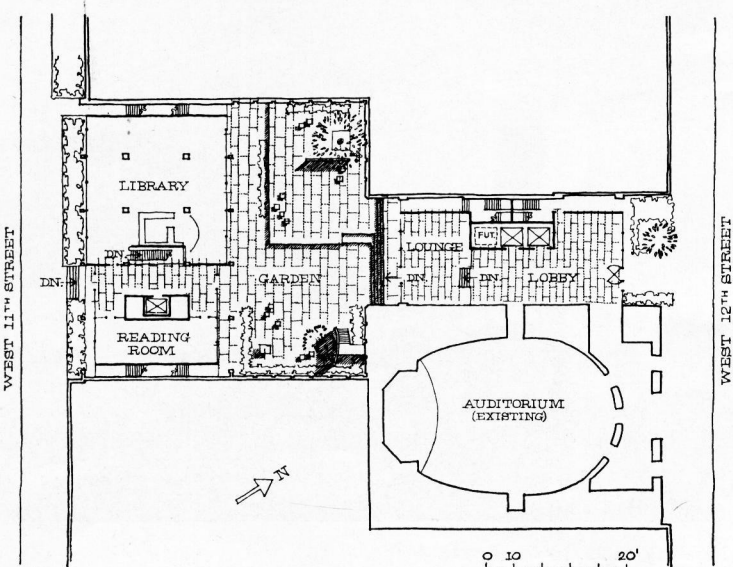 WEST 11TH STREET
LIBRARY
DN.
DN.
READING
ROOM
GARDEN
LOUNGE
FUT.
DN.
DN.
LOBBY
WEST 12TH STREET
AUDITORIUM
(EXISTING)
N
0 10 20'